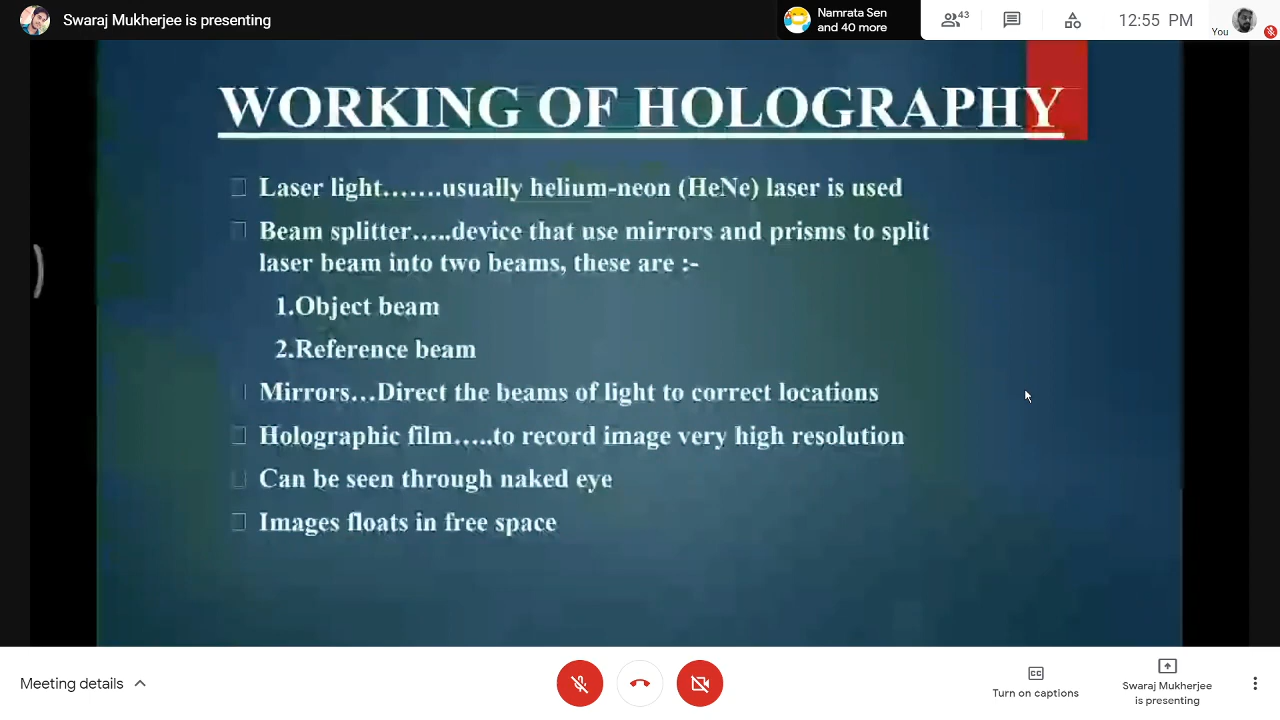 Swaraj Mukherjee is presenting
Namrata Sen
and 40 more
43
12:55 PM
You
WORKING OF HOLOGRAPHY
Laser light…….usually helium-neon (HeNe) laser is used
Beam splitter…..device that use mirrors and prisms to split
laser beam into two beams, these are :-
1.Object beam
2.Reference beam
Mirrors…Direct the beams of light to correct locations
Holographic film…..to record image very high resolution
Can be seen through naked eye
Images floats in free space
Meeting details
CC
Turn on captions
Swaraj Mukherjee
is presenting